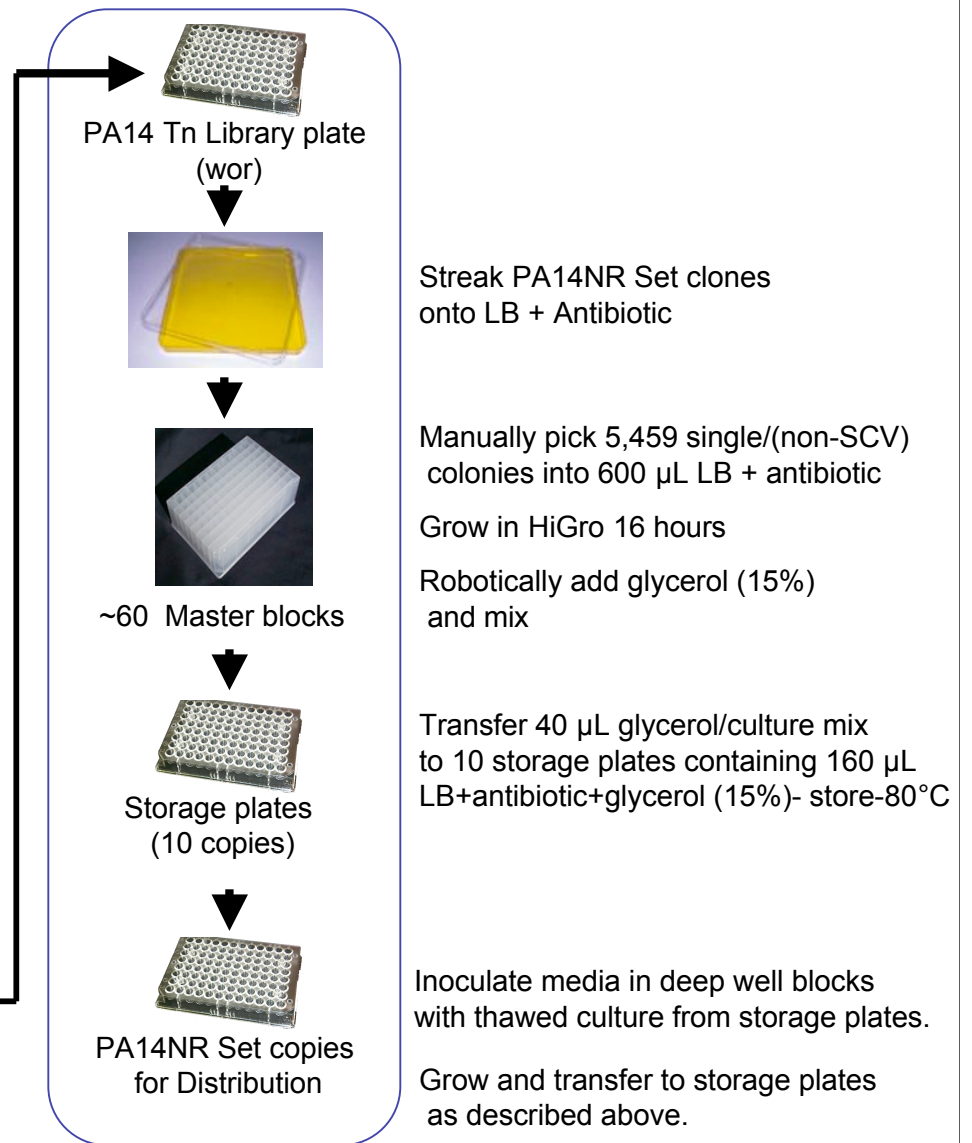 PA14 Tn Library plate
(wor)
Streak PA14NR Set clones
onto LB + Antibiotic
Manually pick 5,459 single/(non-SCV)
colonies into 600 µL LB + antibiotic
Grow in HiGro 16 hours
Robotically add glycerol (15%)
and mix
~60 Master blocks
Transfer 40 µL glycerol/culture mix
to 10 storage plates containing 160 µL
LB+antibiotic+glycerol (15%)- store-80°C
Storage plates
(10 copies)
Inoculate media in deep well blocks
with thawed culture from storage plates.
PA14NR Set copies
for Distribution
Grow and transfer to storage plates
as described above.